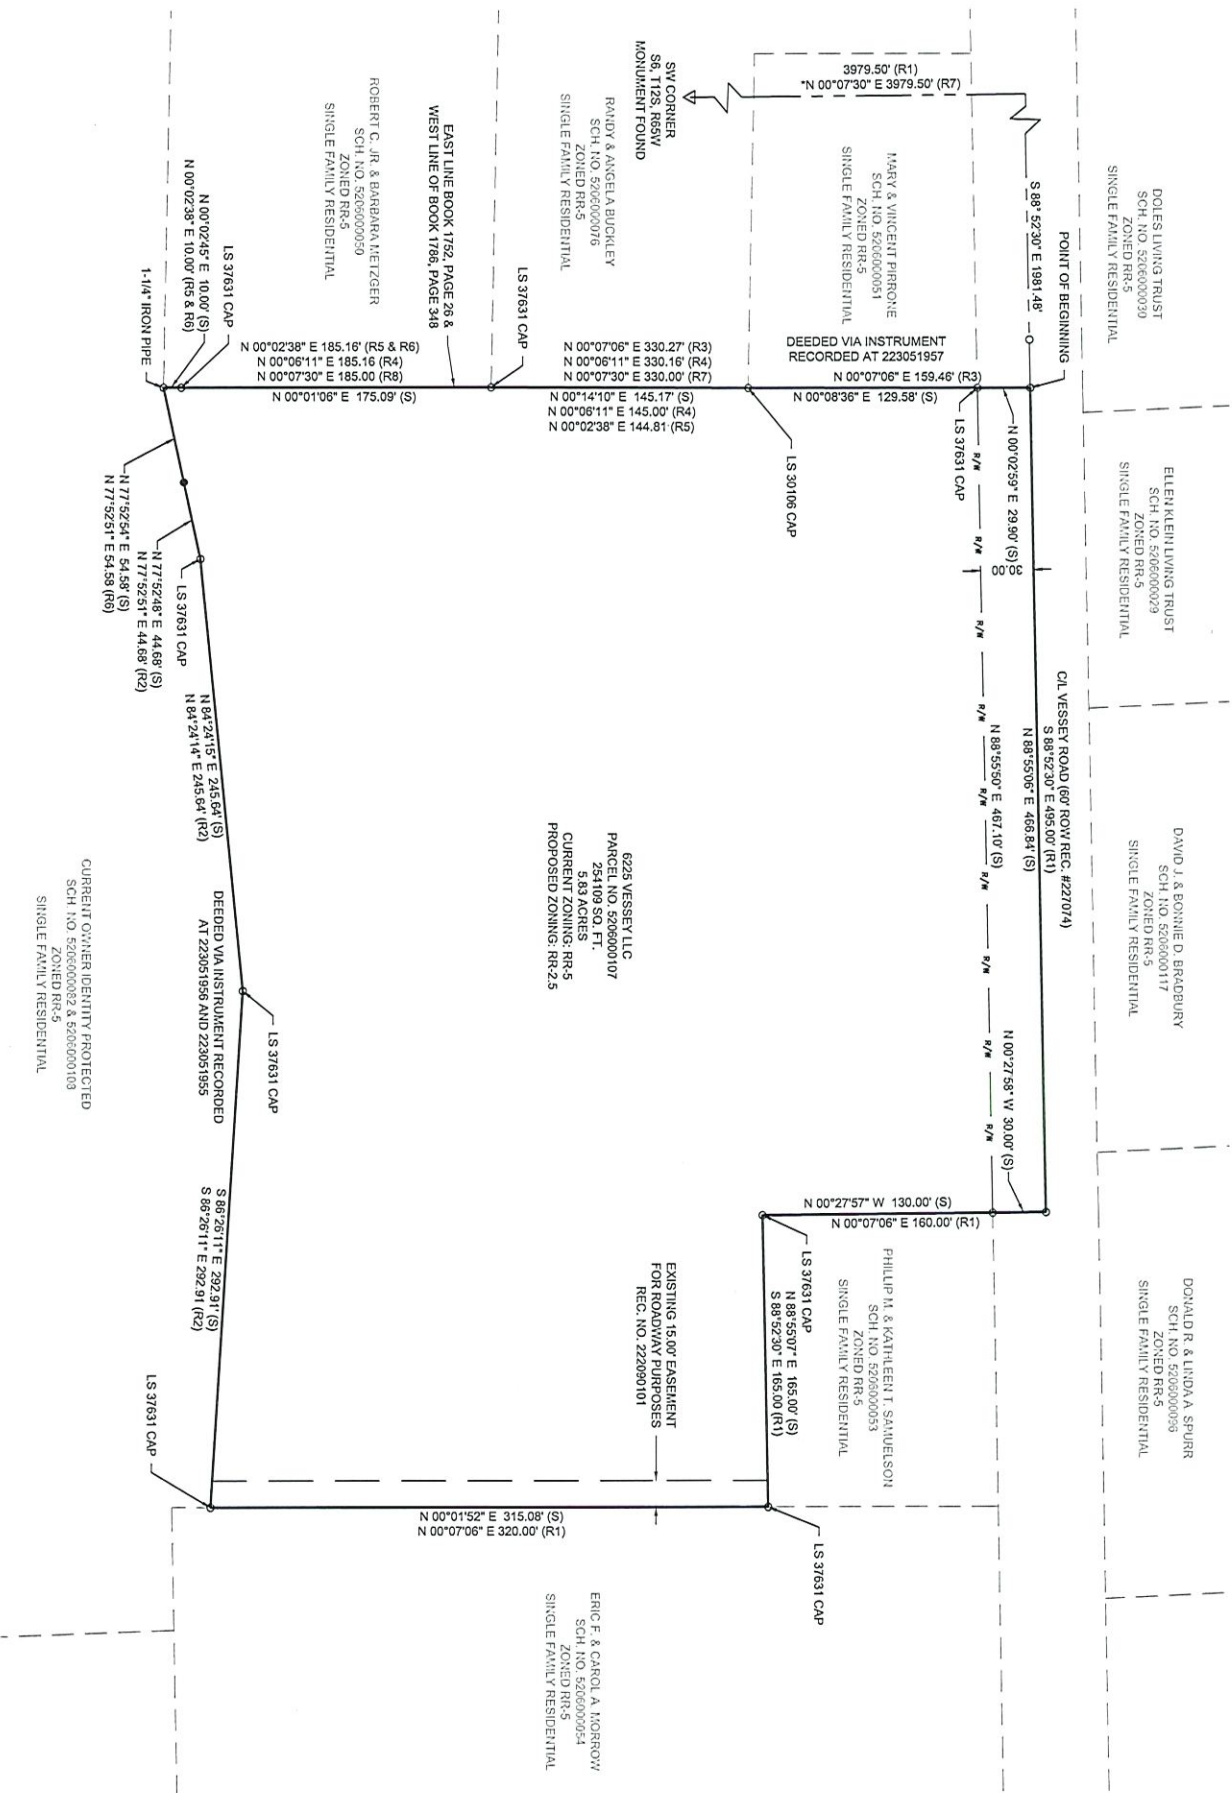 DOLES LIVING TRUST
SCH. NO. 5206000030
ZONED RR-5
SINGLE FAMILY RESIDENTIAL
ELLEN KLEIN LIVING TRUST
SCH. NO. 5206000029
ZONED RR-5
SINGLE FAMILY RESIDENTIAL
DAVID J. & BONNIE D. BRADBURY
SCH. NO. 5206000117
ZONED RR-5
SINGLE FAMILY RESIDENTIAL
DONALD R. & LINDA A. SPURR
SCH. NO. 5206000096
ZONED RR-5
SINGLE FAMILY RESIDENTIAL
S 88°52'30" E 1981.48'
POINT OF BEGINNING
C/L VESSEY ROAD (60' ROW REC. #227074)
S 88°52'30" E 495.00' (R1)
N 88°55'06" E 466.84' (S)
N 88°55'50" E 467.10' (S)
3979.50' (R1)
"N 00°07'30" E 3979.50' (R7)
SW CORNER
S6, T12S, R65W
MONUMENT FOUND
N 00°02'59" E 29.90' (S)
30.00
R/W
R/W
R/W
R/W
R/W
R/W
R/W
R/W
R/W
N 00°27'58" W 30.00' (S)
LS 37631 CAP
MARY & VINCENT PIRRONE
SCH. NO. 5206000051
ZONED RR-5
SINGLE FAMILY RESIDENTIAL
DEEDED VIA INSTRUMENT
RECORDED AT 223051957
N 00°07'06" E 159.46' (R3)
N 00°08'36" E 129.58' (S)
LS 30106 CAP
N 00°27'57" W 130.00' (S)
N 00°07'06" E 160.00' (R1)
PHILLIP M. & KATHLEEN T. SAMUELSON
SCH. NO. 5206000053
ZONED RR-5
SINGLE FAMILY RESIDENTIAL
LS 37631 CAP
N 88°55'07" E 165.00' (S)
S 88°52'30" E 165.00 (R1)
LS 37631 CAP
RANDY & ANGELA BUCKLEY
SCH. NO. 5206000076
ZONED RR-5
SINGLE FAMILY RESIDENTIAL
N 00°07'06" E 330.27' (R3)
N 00°06'11" E 330.16' (R4)
N 00°07'30" E 330.00' (R7)
N 00°14'10" E 145.17' (S)
N 00°06'11" E 145.00' (R4)
N 00°02'38" E 144.81' (R5)
LS 37631 CAP
6225 VESSEY LLC
PARCEL NO. 5206000107
254109 SQ. FT.
5.83 ACRES
CURRENT ZONING: RR-5
PROPOSED ZONING: RR-2.5
EXISTING 15.00' EASEMENT
FOR ROADWAY PURPOSES
REC. NO. 222090101
N 00°01'52" E 315.08' (S)
N 00°07'06" E 320.00' (R1)
ERIC F. & CAROL A. MORROW
SCH. NO. 5206000054
ZONED RR-5
SINGLE FAMILY RESIDENTIAL
EAST LINE BOOK 1752, PAGE 26 &
WEST LINE OF BOOK 1786, PAGE 348
ROBERT C. JR. & BARBARA METZGER
SCH. NO. 5206000050
ZONED RR-5
SINGLE FAMILY RESIDENTIAL
N 00°02'38" E 185.16' (R5 & R6)
N 00°06'11" E 185.16 (R4)
N 00°07'30" E 185.00 (R8)
N 00°01'06" E 175.09' (S)
LS 37631 CAP
N 00°02'45" E 10.00' (S)
N 00°02'38" E 10.00' (R5 & R6)
1-1/4" IRON PIPE
N 77°52'54" E 54.58' (S)
N 77°52'51" E 54.58 (R6)
N 77°52'48" E 44.68' (S)
N 77°52'51" E 44.68' (R2)
LS 37631 CAP
N 84°24'15" E 245.64' (S)
N 84°24'14" E 245.64' (R2)
DEEDED VIA INSTRUMENT RECORDED
AT 223051956 AND 223051955
LS 37631 CAP
S 86°26'11" E 292.91' (S)
S 86°26'11" E 292.91 (R2)
LS 37631 CAP
CURRENT OWNER IDENTITY PROTECTED
SCH. NO. 5206000082 & 5206000103
ZONED RR-5
SINGLE FAMILY RESIDENTIAL